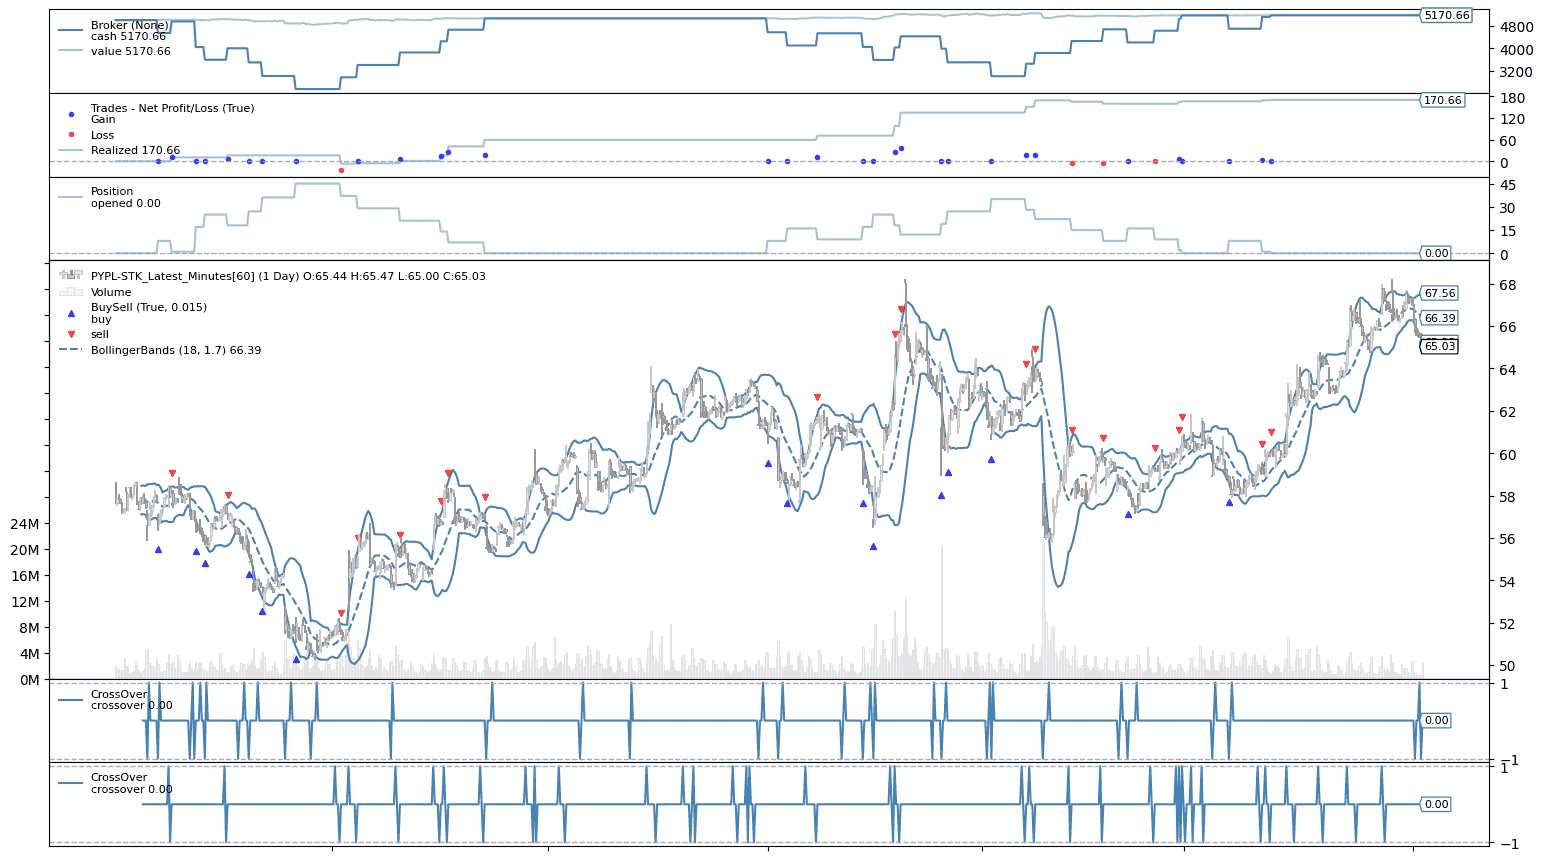 Broker (None)
cash 5170.66
value 5170.66
5170.66
4800
4000
3200
Trades - Net Profit/Loss (True)
Gain
Loss
Realized 170.66
170.66
180
120
60
0
Position
opened 0.00
45
30
15
0
0.00
PYPL-STK_Latest_Minutes[60] (1 Day) O:65.44 H:65.47 L:65.00 C:65.03
Volume
BuySell (True, 0.015)
buy
sell
BollingerBands (18, 1.7) 66.39
67.56
66.39
65.03
68
66
64
62
60
58
56
54
52
50
24M
20M
16M
12M
8M
4M
0M
CrossOver
crossover 0.00
1
0.00
−1
CrossOver
crossover 0.00
1
0.00
−1